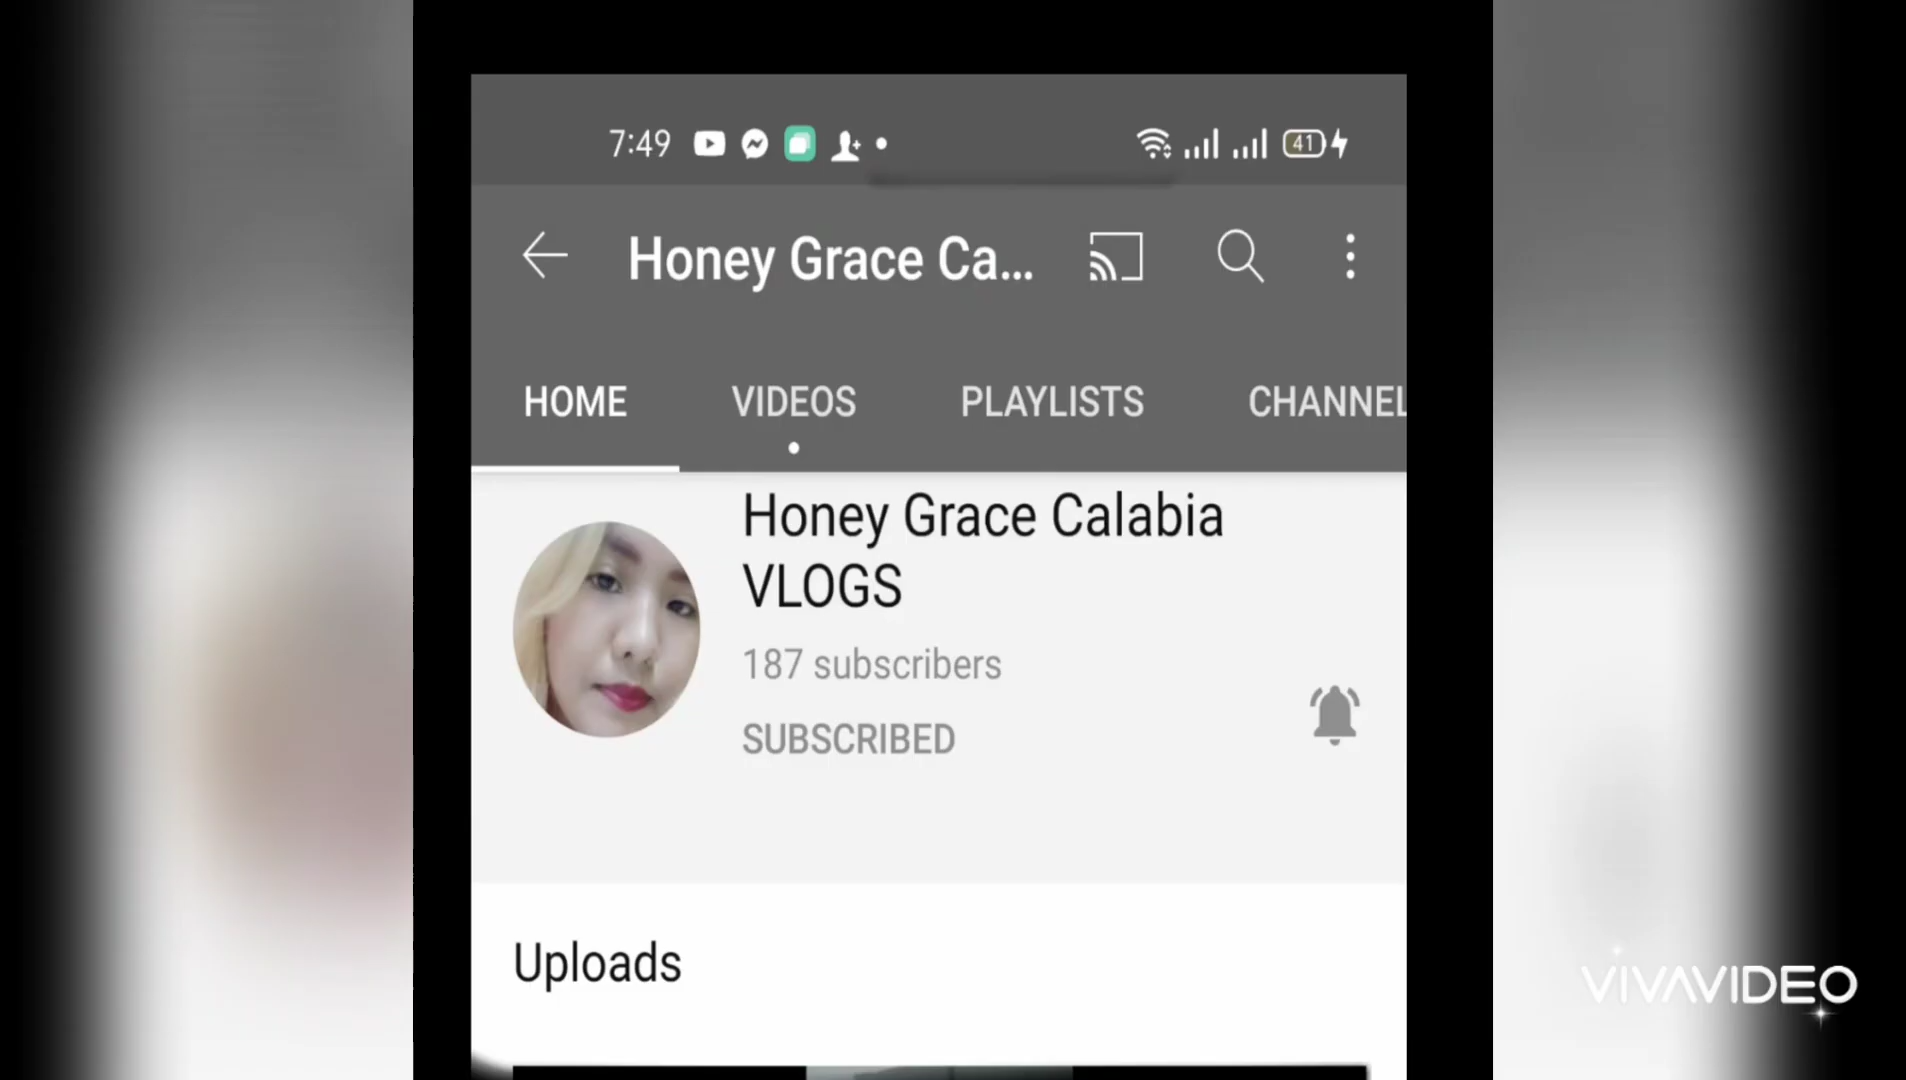 7:49 41
Honey Grace Ca...
HOME VIDEOS PLAYLISTS CHANNEL
Honey Grace Calabia
VLOGS
187 subscribers
SUBSCRIBED
Uploads
VIVAVIDEO